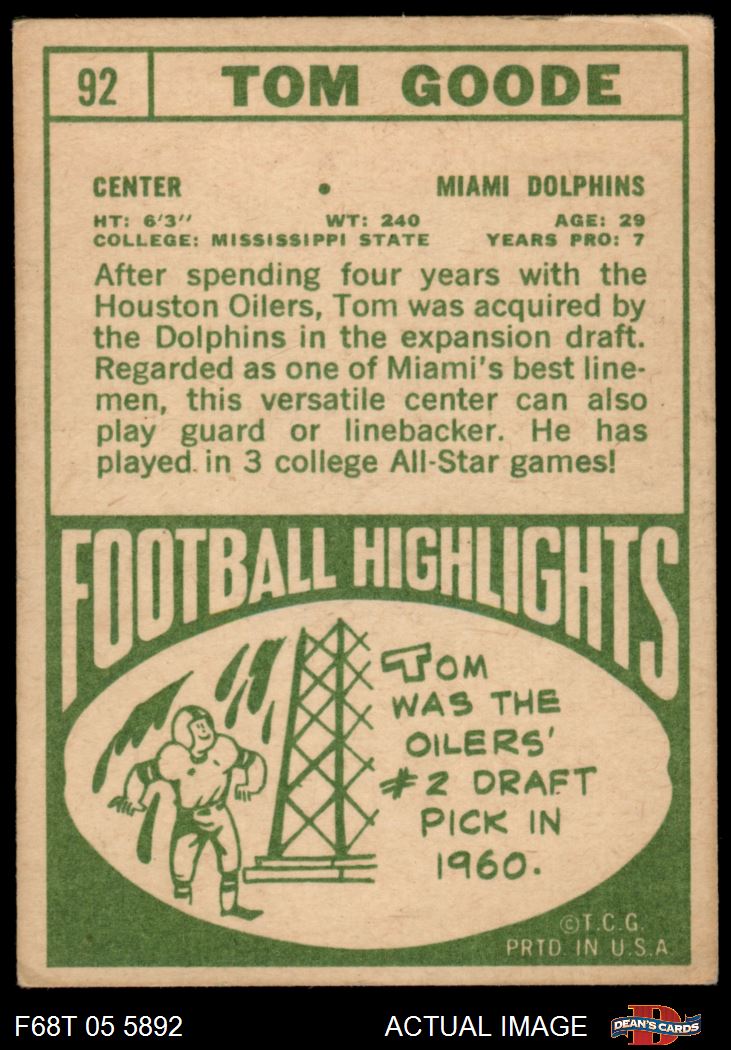 92 TOM GOODE
CENTER • MIAMI DOLPHINS
HT: 6'3" WT: 240 AGE: 29
COLLEGE: MISSISSIPPI STATE YEARS PRO: 7
After spending four years with the
Houston Oilers, Tom was acquired by
the Dolphins in the expansion draft.
Regarded as one of Miami's best line-
men, this versatile center can also
play guard or linebacker. He has
played in 3 college All-Star games!
FOOTBALL HIGHLIGHTS
TOM
WAS THE
OILERS'
#2 DRAFT
PICK IN
1960.
©T.C.G.
PRTD. IN U.S.A.
F68T 05 5892 ACTUAL IMAGE D DEAN'S CARDS